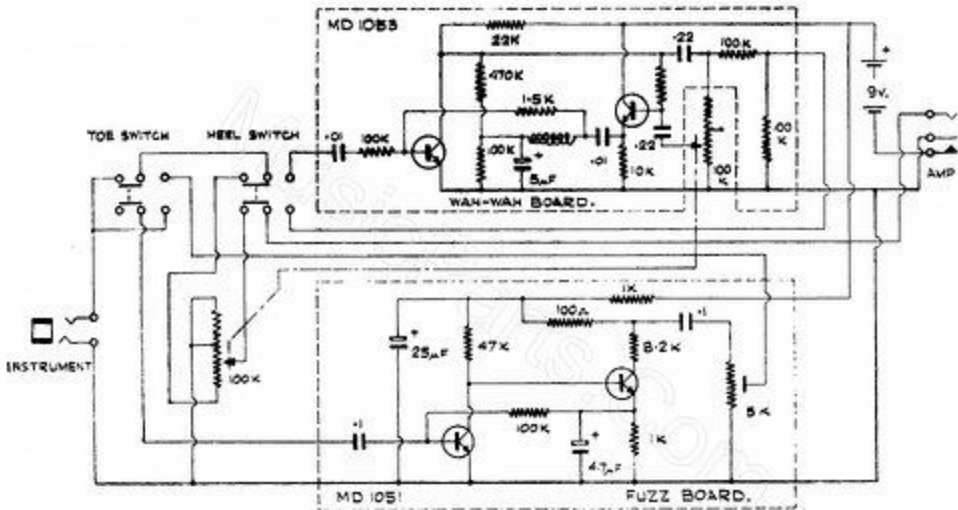 MD 1053
22K
.22
100K
+
470K
1.5K
9v.
TOE SWITCH
HEEL SWITCH
.01
100K
+
.01
.22
5µF
10K
100K
AMP
WAH-WAH BOARD.
1K
100Ω
.1
+
25µF
47K
8.2K
INSTRUMENT
100K
5K
.1
100K
+
1K
4.7µF
MD 1051
FUZZ BOARD.